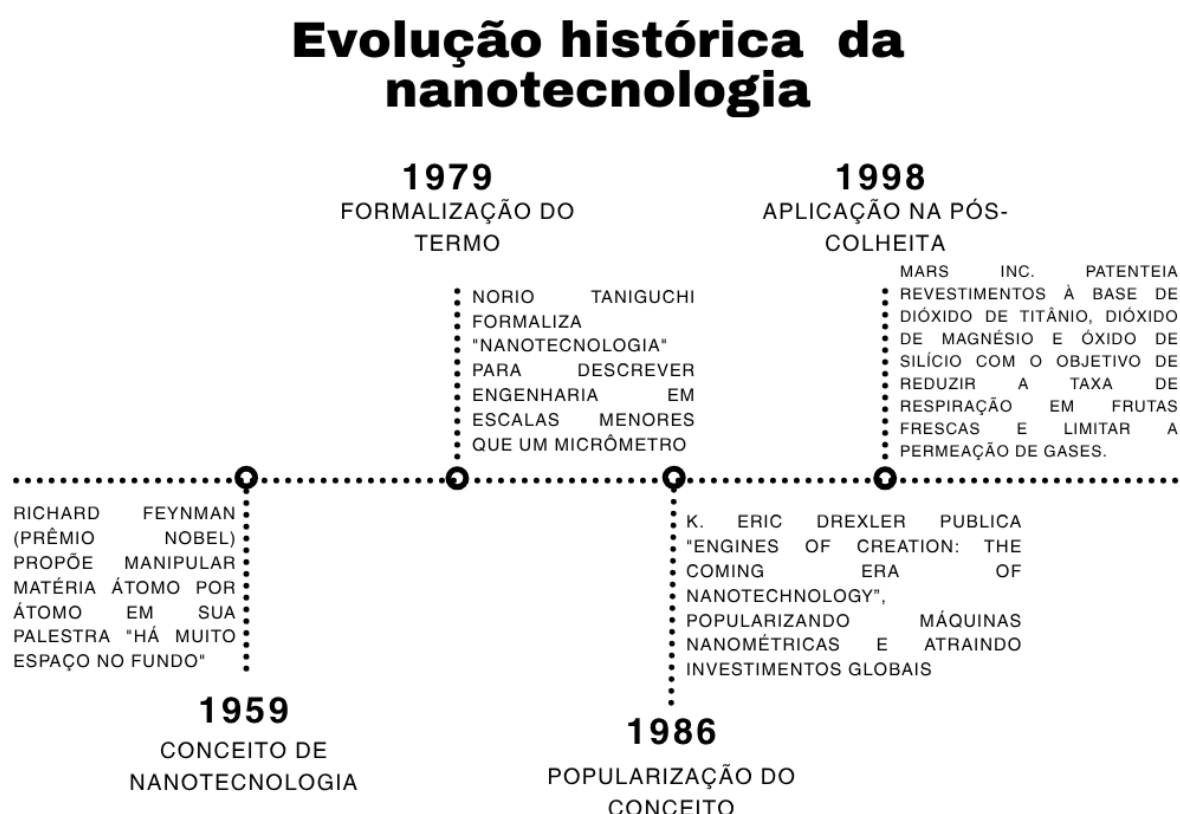 Evolução histórica da
nanotecnologia
1979
FORMALIZAÇÃO DO
TERMO
NORIO TANIGUCHI
FORMALIZA
"NANOTECNOLOGIA"
PARA DESCREVER
ENGENHARIA EM
ESCALAS MENORES
QUE UM MICRÔMETRO
1998
APLICAÇÃO NA PÓS-
COLHEITA
MARS INC. PATENTEIA
REVESTIMENTOS À BASE DE
DIÓXIDO DE TITÂNIO, DIÓXIDO
DE MAGNÉSIO E ÓXIDO DE
SILÍCIO COM O OBJETIVO DE
REDUZIR A TAXA DE
RESPIRAÇÃO EM FRUTAS
FRESCAS E LIMITAR A
PERMEAÇÃO DE GASES.
RICHARD FEYNMAN
(PRÊMIO NOBEL)
PROPÕE MANIPULAR
MATÉRIA ÁTOMO POR
ÁTOMO EM SUA
PALESTRA "HÁ MUITO
ESPAÇO NO FUNDO"
1959
CONCEITO DE
NANOTECNOLOGIA
K. ERIC DREXLER PUBLICA
"ENGINES OF CREATION: THE
COMING ERA OF
NANOTECHNOLOGY",
POPULARIZANDO MÁQUINAS
NANOMÉTRICAS E ATRAINDO
INVESTIMENTOS GLOBAIS
1986
POPULARIZAÇÃO DO
CONCEITO